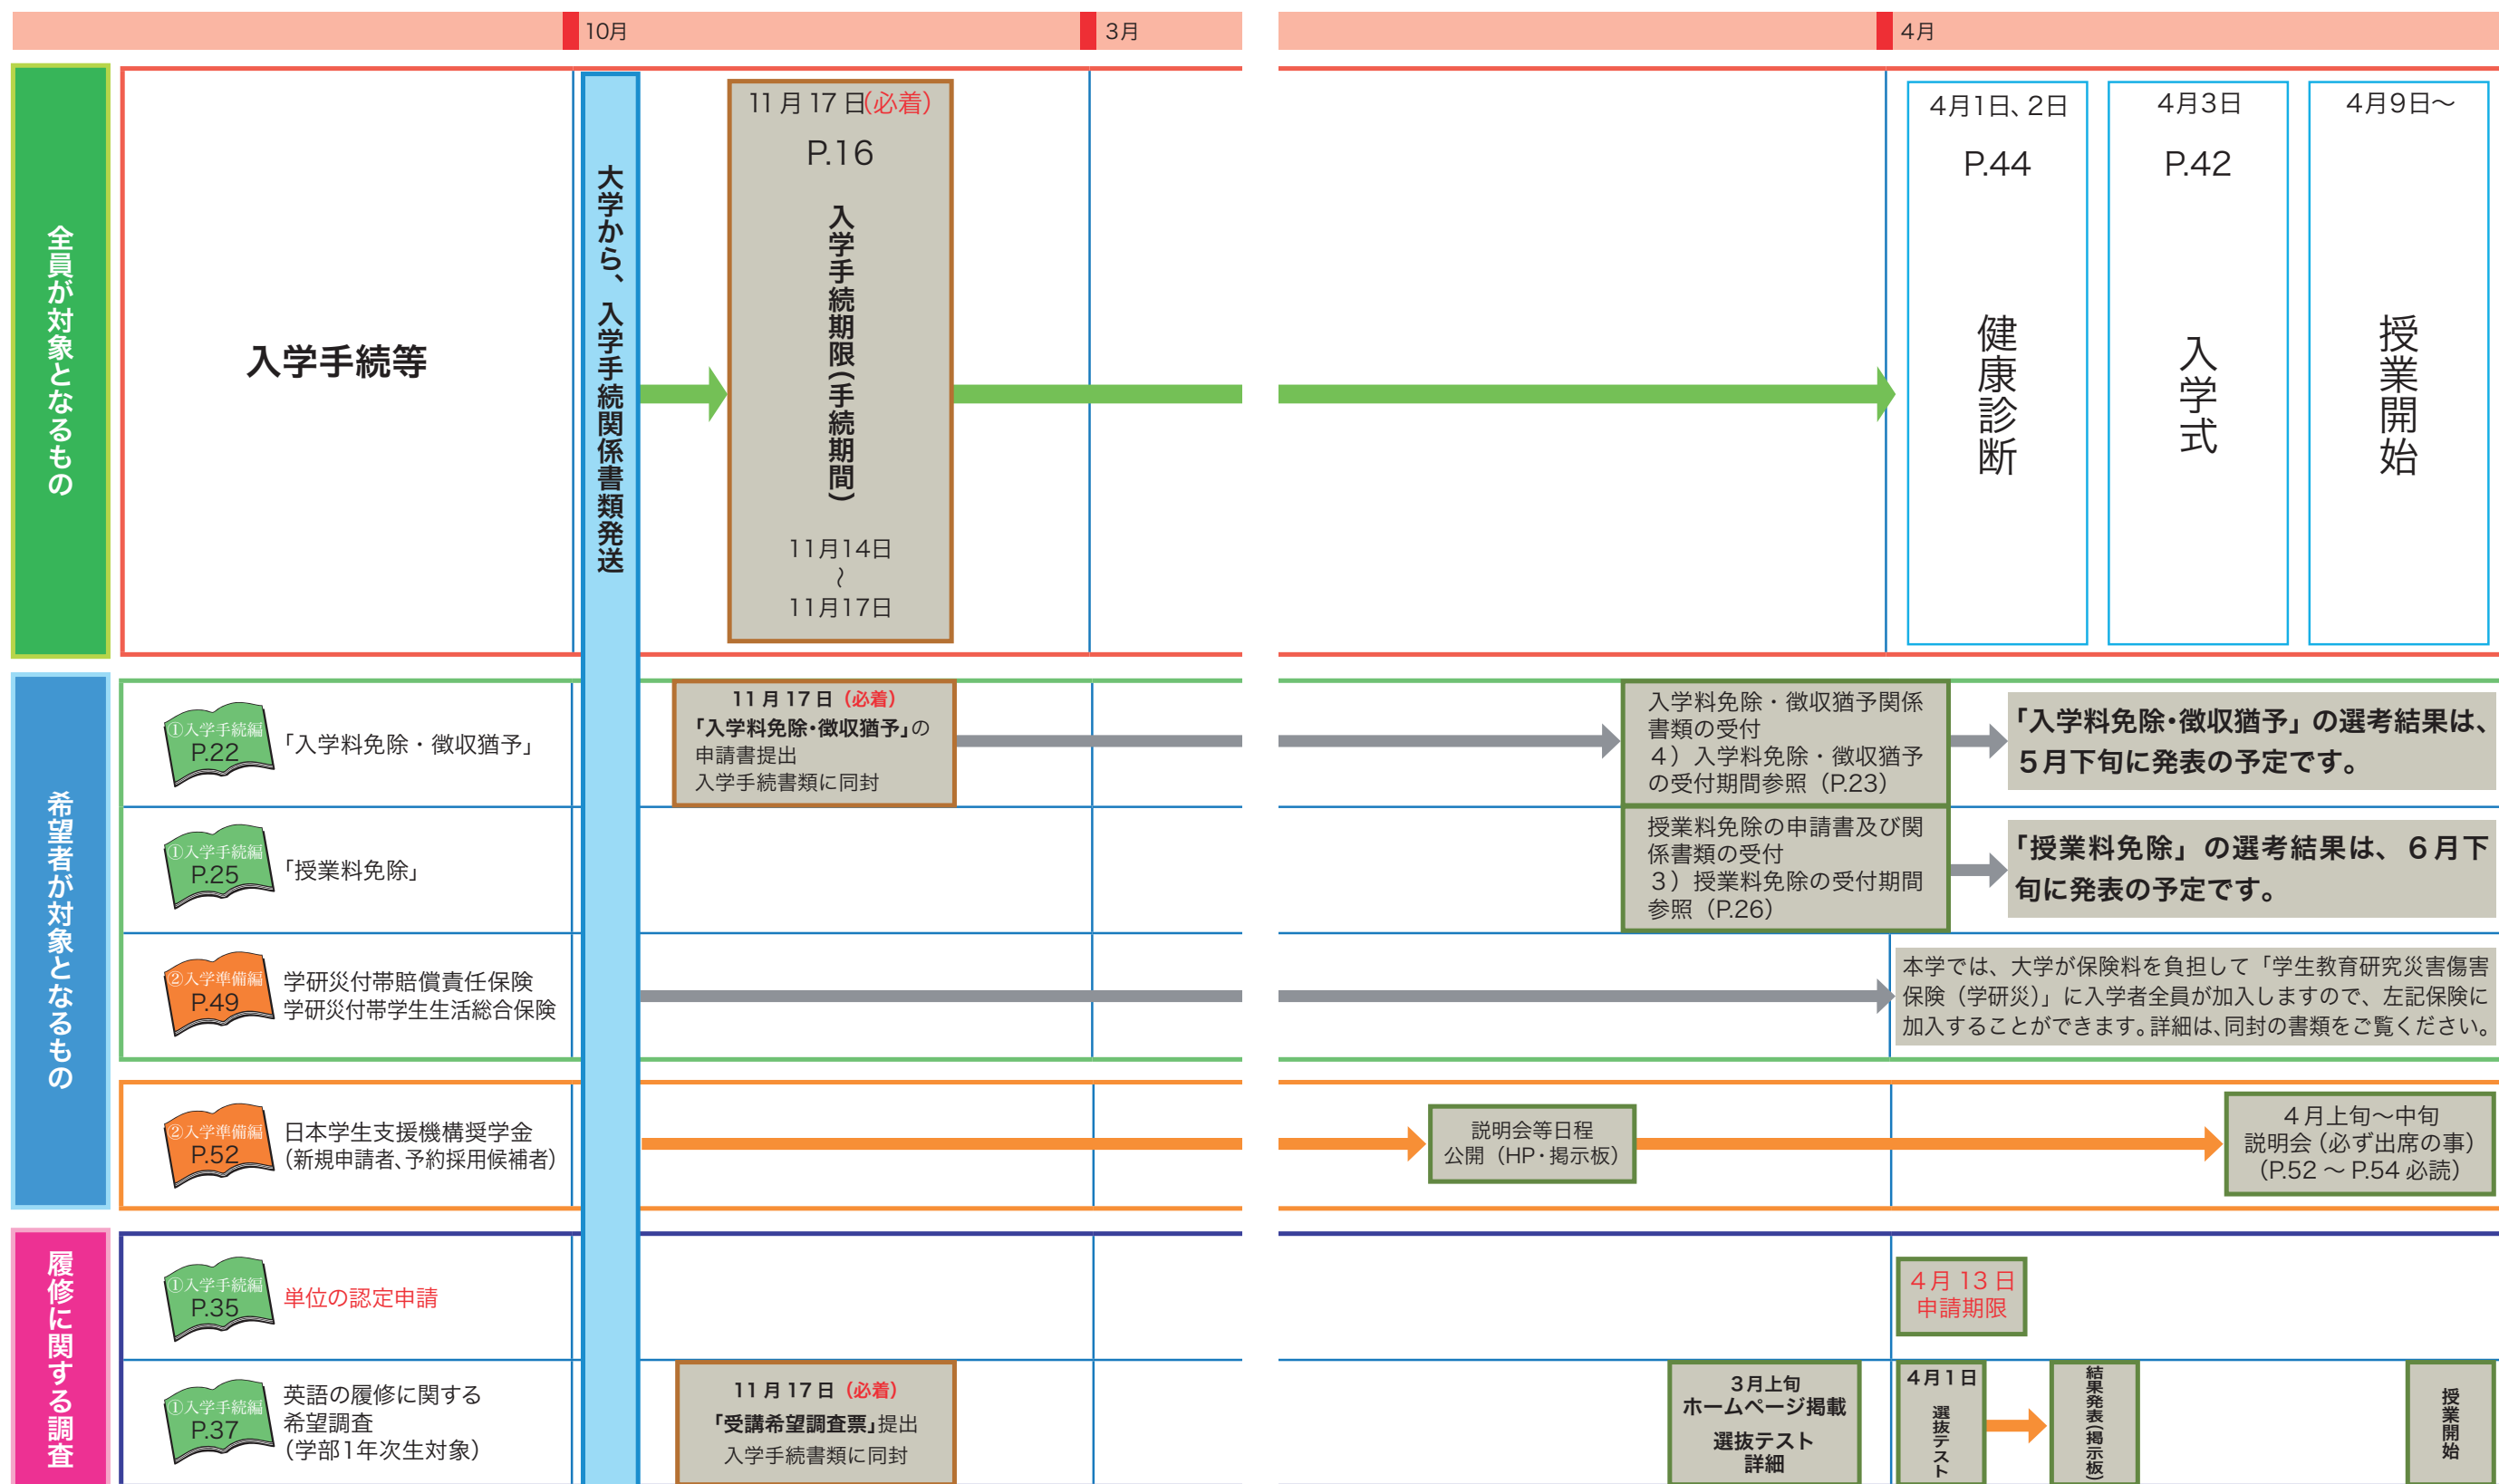 10月
3月
4月
全員が対象となるもの
入学手続等
大学から、入学手続関係書類発送
11月17日(必着)
P.16
入学手続期限(手続期間)
11月14日
〜
11月17日
4月1日、2日
P.44
健康診断
4月3日
P.42
入学式
4月9日〜
授業開始
希望者が対象となるもの
①入学手続編
P.22
「入学料免除・徴収猶予」
11月17日(必着)
「入学料免除・徴収猶予」の
申請書提出
入学手続書類に同封
入学料免除・徴収猶予関係
書類の受付
4）入学料免除・徴収猶予
の受付期間参照（P.23）
「入学料免除・徴収猶予」の選考結果は、
5月下旬に発表の予定です。
①入学手続編
P.25
「授業料免除」
授業料免除の申請書及び関
係書類の受付
3）授業料免除の受付期間
参照（P.26）
「授業料免除」の選考結果は、6月下
旬に発表の予定です。
②入学準備編
P.49
学研災付帯賠償責任保険
学研災付帯学生生活総合保険
本学では、大学が保険料を負担して「学生教育研究災害傷害
保険（学研災）」に入学者全員が加入しますので、左記保険に
加入することができます。詳細は、同封の書類をご覧ください。
②入学準備編
P.52
日本学生支援機構奨学金
（新規申請者、予約採用候補者）
説明会等日程
公開（HP・掲示板）
4月上旬〜中旬
説明会（必ず出席の事）
（P.52 〜 P.54 必読）
履修に関する調査
①入学手続編
P.35
単位の認定申請
4月13日
申請期限
①入学手続編
P.37
英語の履修に関する
希望調査
（学部1年次生対象）
11月17日(必着)
「受講希望調査票」提出
入学手続書類に同封
3月上旬
ホームページ掲載
選抜テスト
詳細
4月1日
選抜テスト
結果発表(掲示板)
授業開始